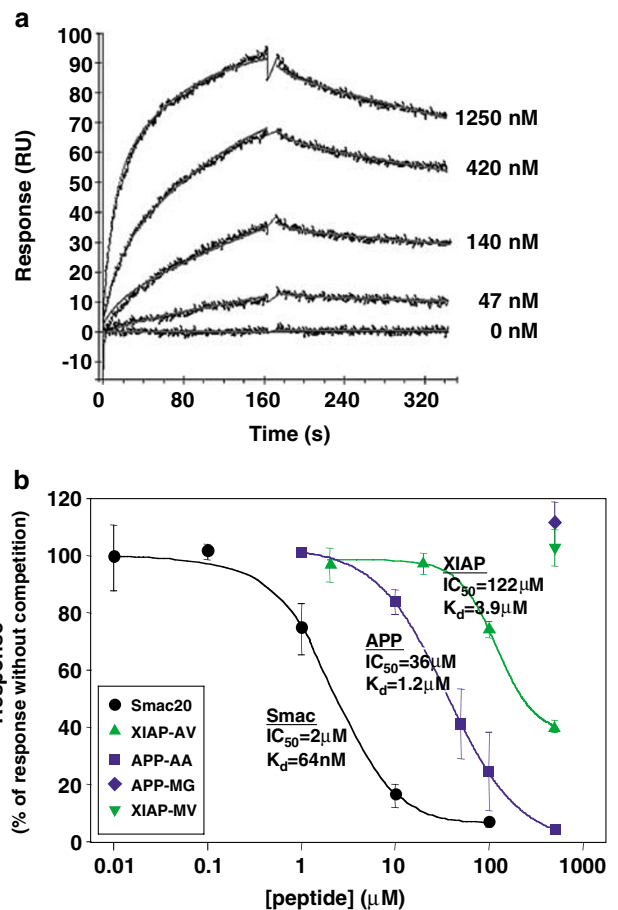 a
100
90
80
70
60
50
40
30
20
10
0
-10
Response (RU)
1250 nM
420 nM
140 nM
47 nM
0 nM
0 80 160 240 320
Time (s)
b
120
100
80
60
40
20
0
(% of response without competition)
XIAP
IC50=122μM
Kd=3.9μM
APP
IC50=36μM
Kd=1.2μM
Smac
IC50=2μM
Kd=64nM
Smac20
XIAP-AV
APP-AA
APP-MG
XIAP-MV
0.01 0.1 1 10 100 1000
[peptide] (μM)